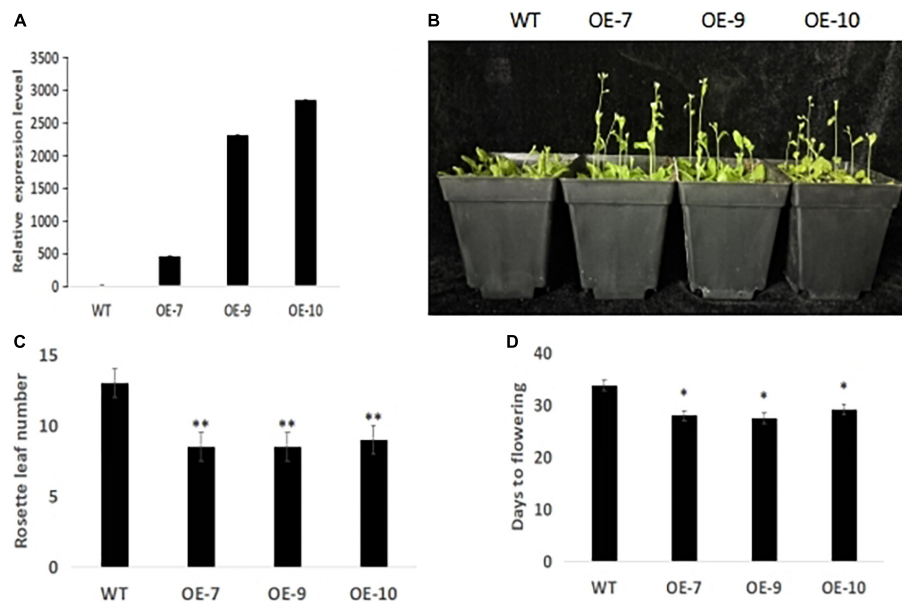 A
Relative expression leveal
3500
3000
2500
2000
1500
1000
500
0
WT OE-7 OE-9 OE-10
B
WT OE-7 OE-9 OE-10
C
Rosette leaf number
15
10
5
0
** ** **
WT OE-7 OE-9 OE-10
D
Days to flowering
40
30
20
10
0
* * *
WT OE-7 OE-9 OE-10